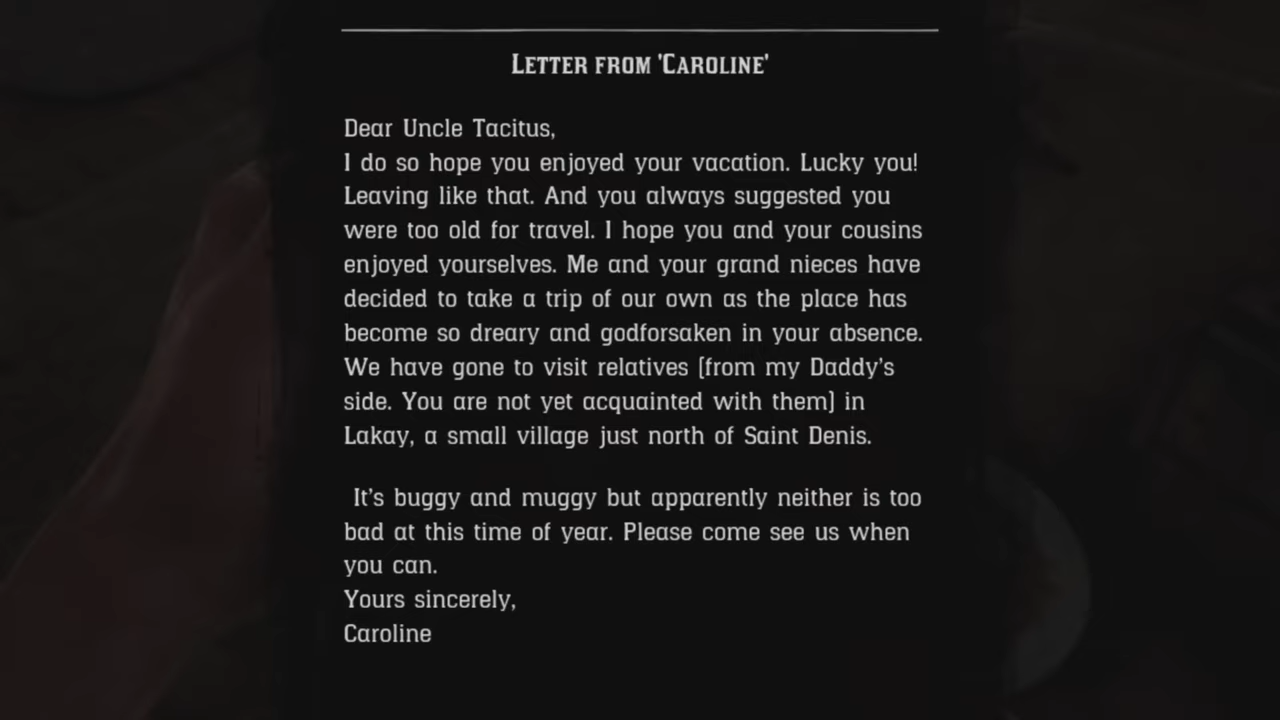 Letter from 'Caroline'
Dear Uncle Tacitus,
I do so hope you enjoyed your vacation. Lucky you!
Leaving like that. And you always suggested you
were too old for travel. I hope you and your cousins
enjoyed yourselves. Me and your grand nieces have
decided to take a trip of our own as the place has
become so dreary and godforsaken in your absence.
We have gone to visit relatives (from my Daddy's
side. You are not yet acquainted with them) in
Lakay, a small village just north of Saint Denis.
It's buggy and muggy but apparently neither is too
bad at this time of year. Please come see us when
you can.
Yours sincerely,
Caroline